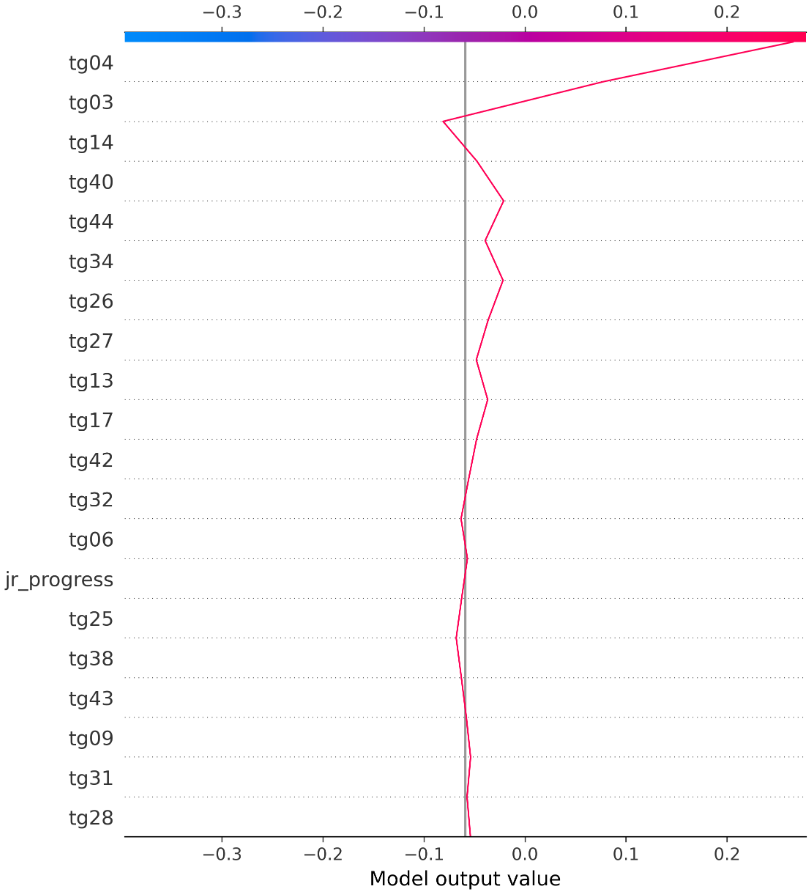 −0.3 −0.2 −0.1 0.0 0.1 0.2
tg04
tg03
tg14
tg40
tg44
tg34
tg26
tg27
tg13
tg17
tg42
tg32
tg06
jr_progress
tg25
tg38
tg43
tg09
tg31
tg28
−0.3 −0.2 −0.1 0.0 0.1 0.2
Model output value